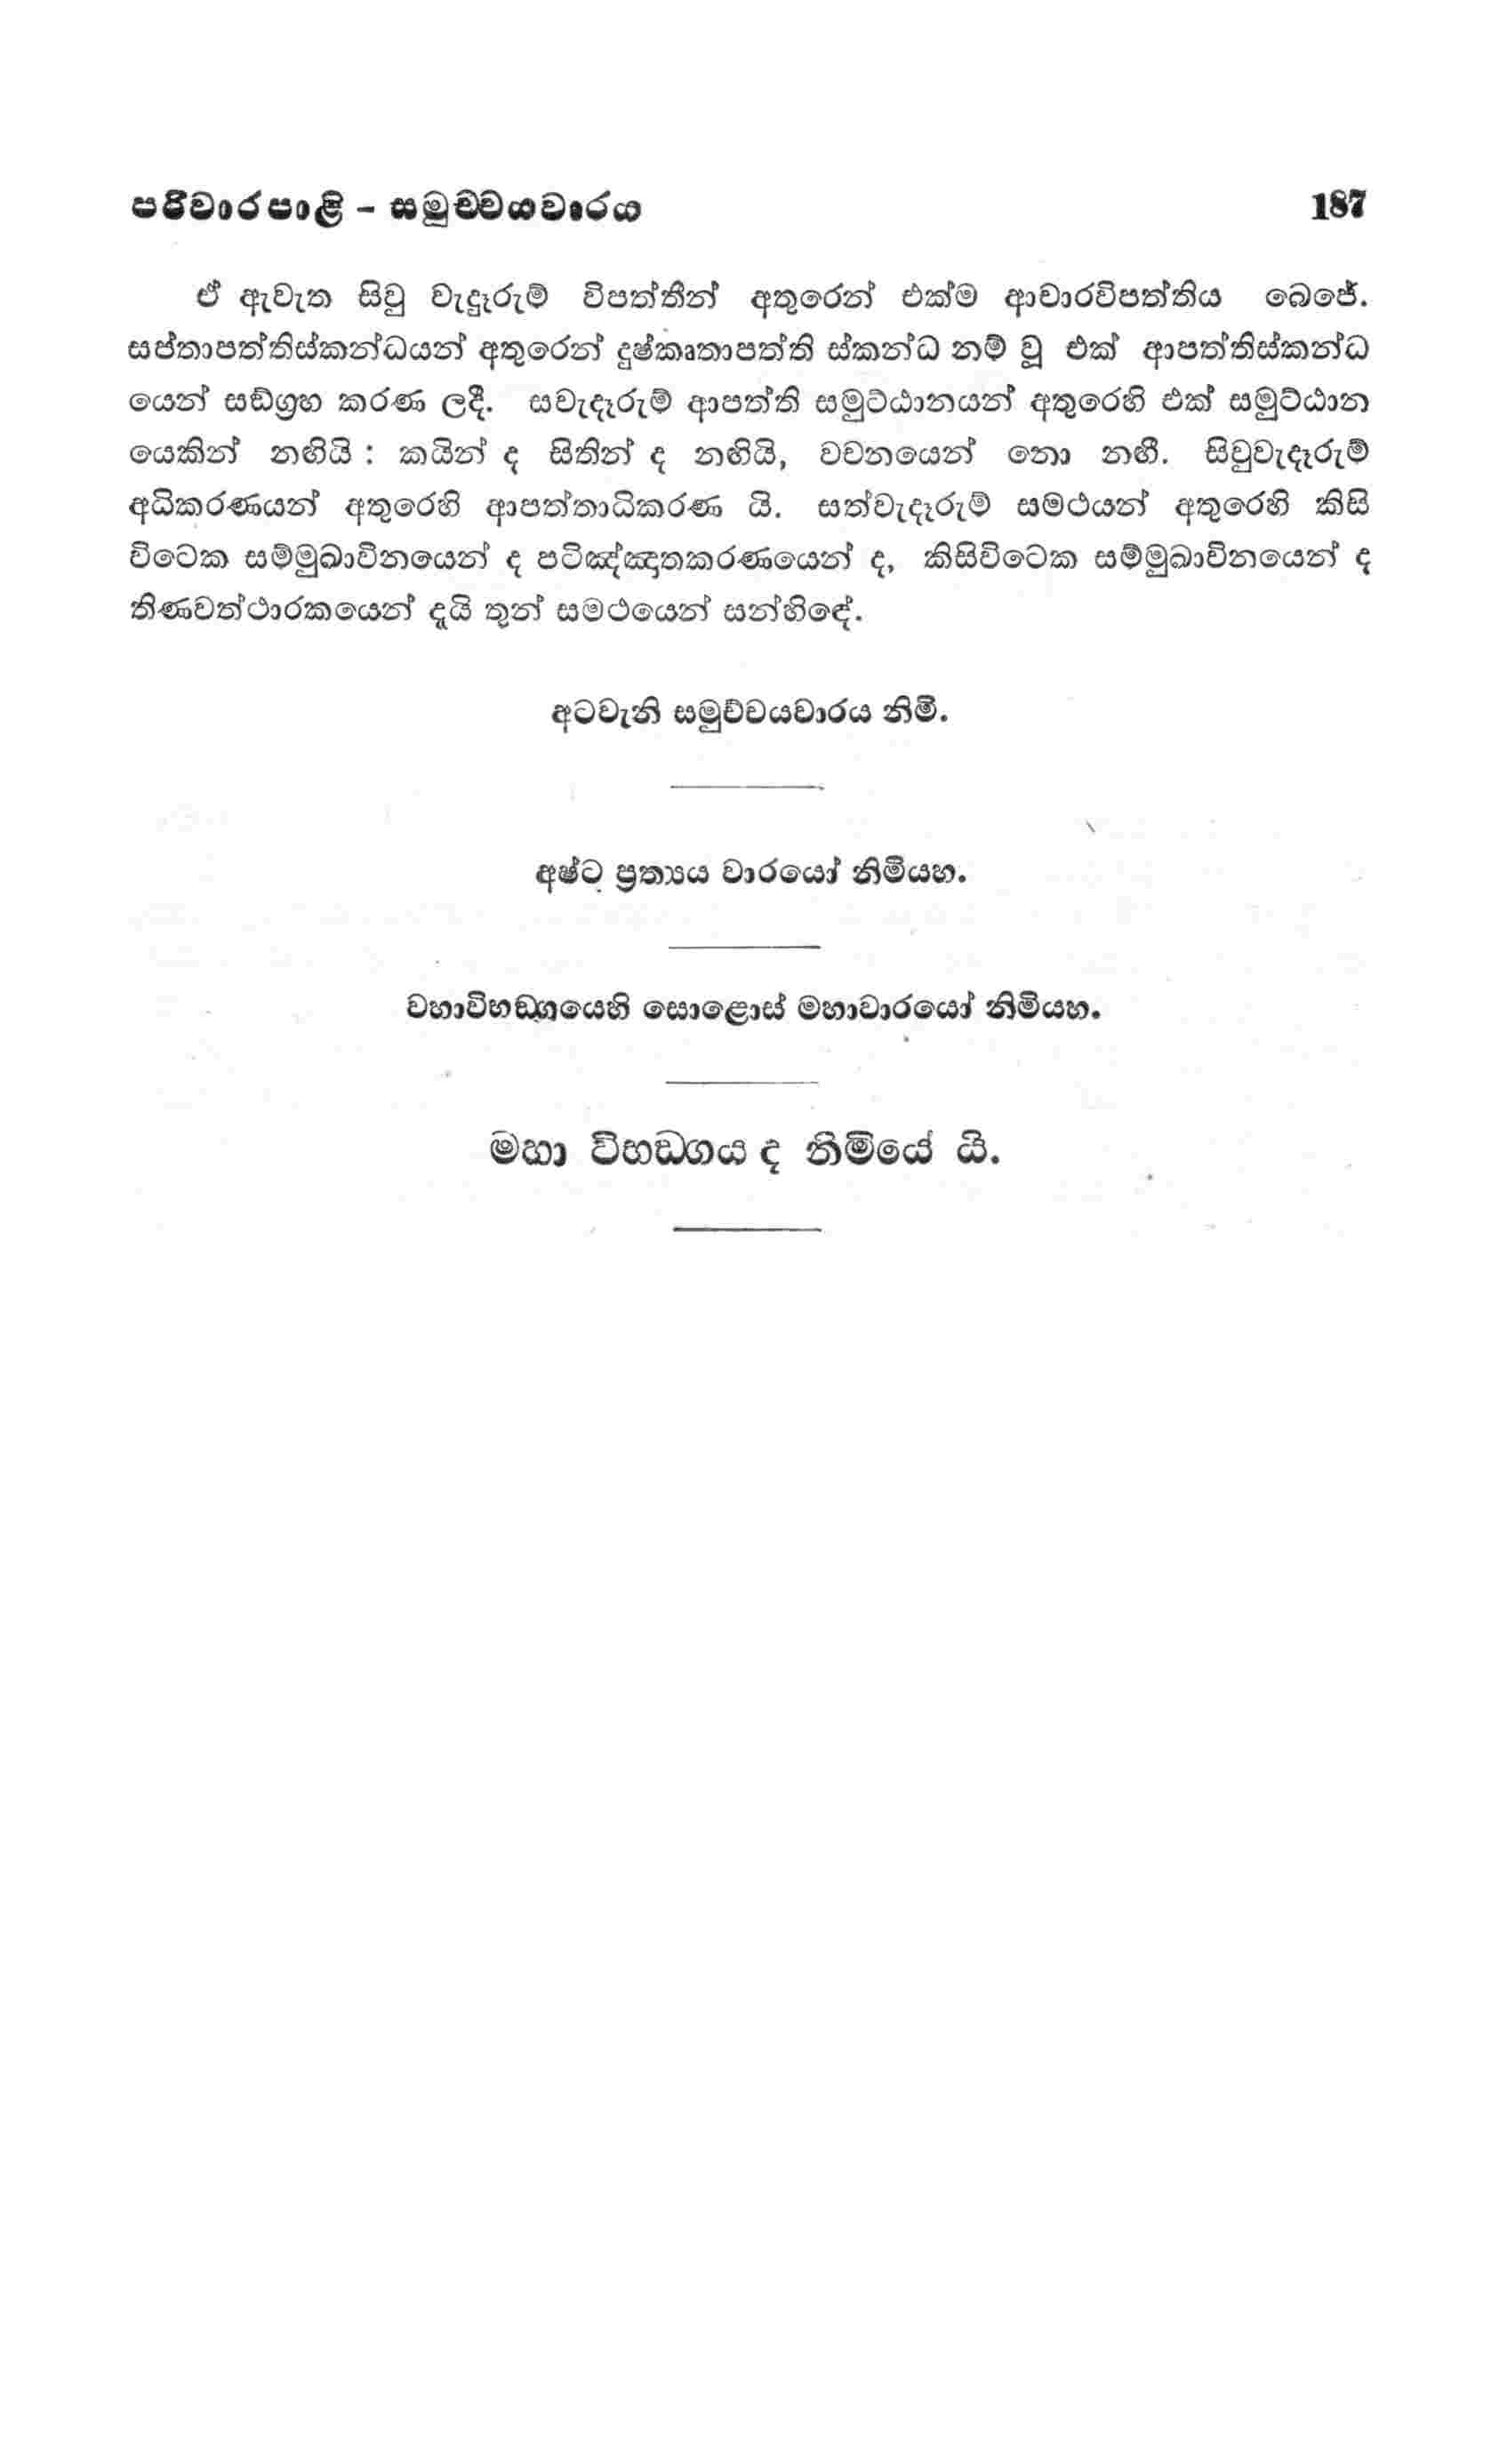 පරිවාරපාළි - සමුච්චයවාරය 187
ඒ ඇවැත සිවු වැදෑරුම් විපත්තීන් අතුරෙන් එක්ම ආචාරවිපත්තිය බෙජේ.
සප්තාපත්තිස්කන්ධයන් අතුරෙන් දුෂ්කෘතාපත්ති ස්කන්ධ නම් වූ එක් ආපත්තිස්කන්ධ
යෙන් සඞ්ග්‍රහ කරණ ලදී. සවැදෑරුම් ආපත්ති සමුට්ඨානයන් අතුරෙහි එක් සමුට්ඨාන
යෙකින් නඟියි : කයින් ද සිතින් ද නඟියි, වචනයෙන් නො නඟී. සිවුවැදෑරුම්
අධිකරණයන් අතුරෙහි ආපත්තාධිකරණ යි. සත්වැදෑරුම් සමථයන් අතුරෙහි කිසි
විටෙක සම්මුඛාවිනයෙන් ද පටිඤ්ඤාතකරණයෙන් ද, කිසිවිටෙක සම්මුඛාවිනයෙන් ද
තිණවත්ථාරකයෙන් දැයි තුන් සමථයෙන් සන්හිඳේ.
අටවැනි සමුච්චයවාරය නිමි.
අෂ්ට ප්‍රත්‍යය වාරයෝ නිමියහ.
වහාවිභඞ්ගයෙහි සොළොස් මහාවාරයෝ නිමියහ.
මහා විභඞ්ගය ද නිමියේ යි.